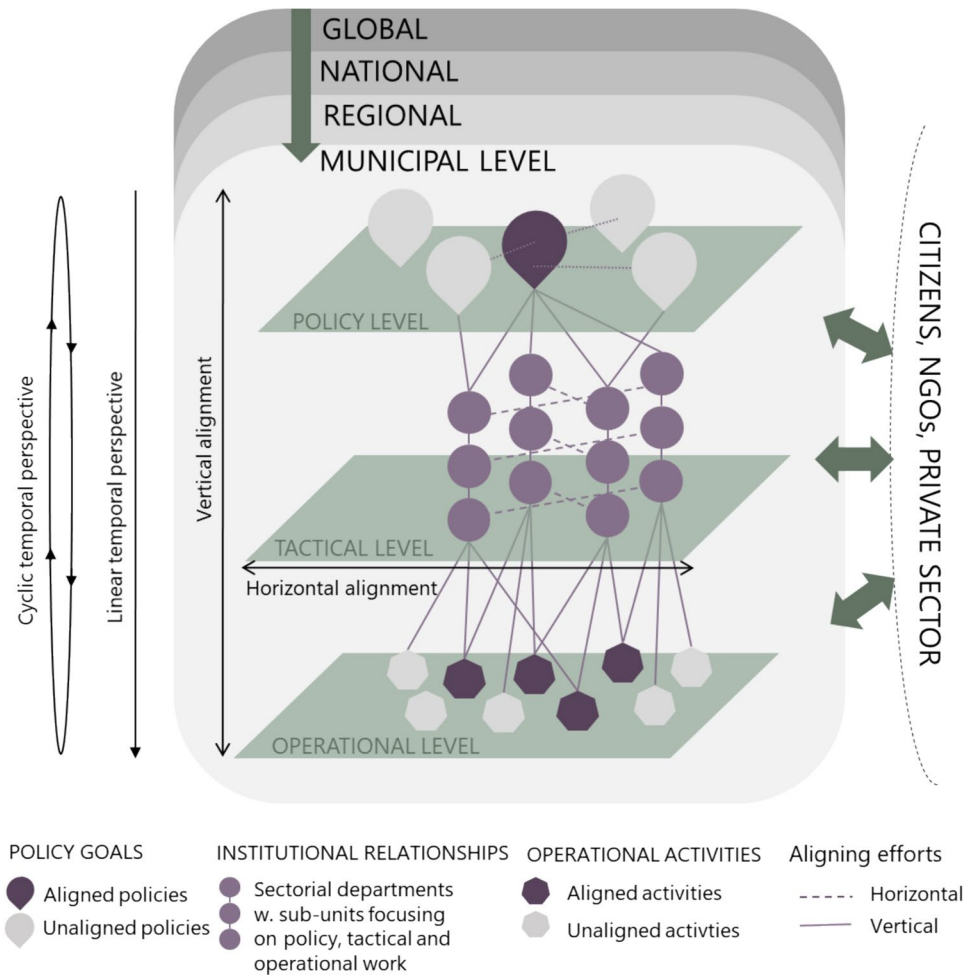 GLOBAL
NATIONAL
REGIONAL
MUNICIPAL LEVEL
POLICY LEVEL
TACTICAL LEVEL
Horizontal alignment
OPERATIONAL LEVEL
Cyclic temporal perspective
Linear temporal perspective
Vertical alignment
CITIZENS, NGOs, PRIVATE SECTOR
POLICY GOALS
Aligned policies
Unaligned policies
INSTITUTIONAL RELATIONSHIPS
Sectorial departments
w. sub-units focusing
on policy, tactical and
operational work
OPERATIONAL ACTIVITIES
Aligned activities
Unaligned activties
Aligning efforts
Horizontal
Vertical